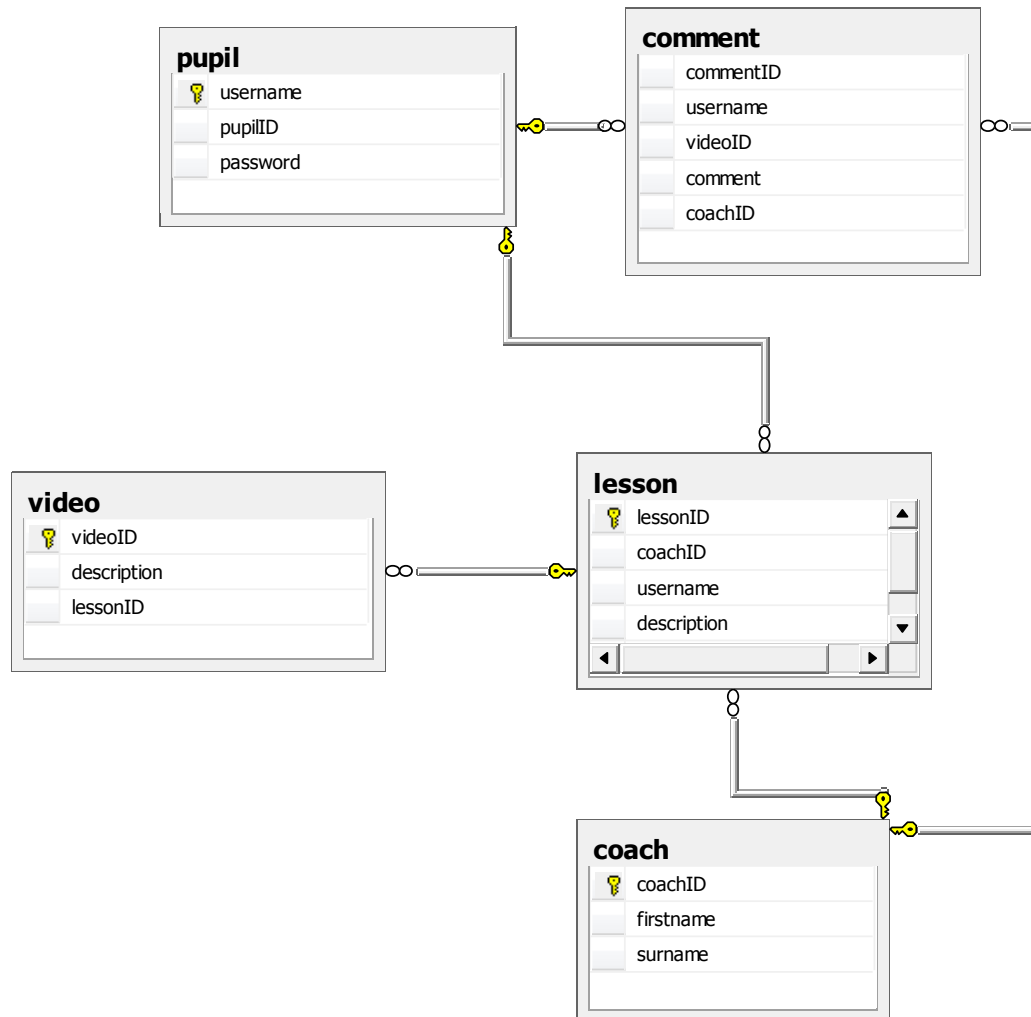 pupil
username
pupilID
password
comment
commentID
username
videoID
comment
coachID
video
videoID
description
lessonID
lesson
lessonID
coachID
username
description
coach
coachID
firstname
surname